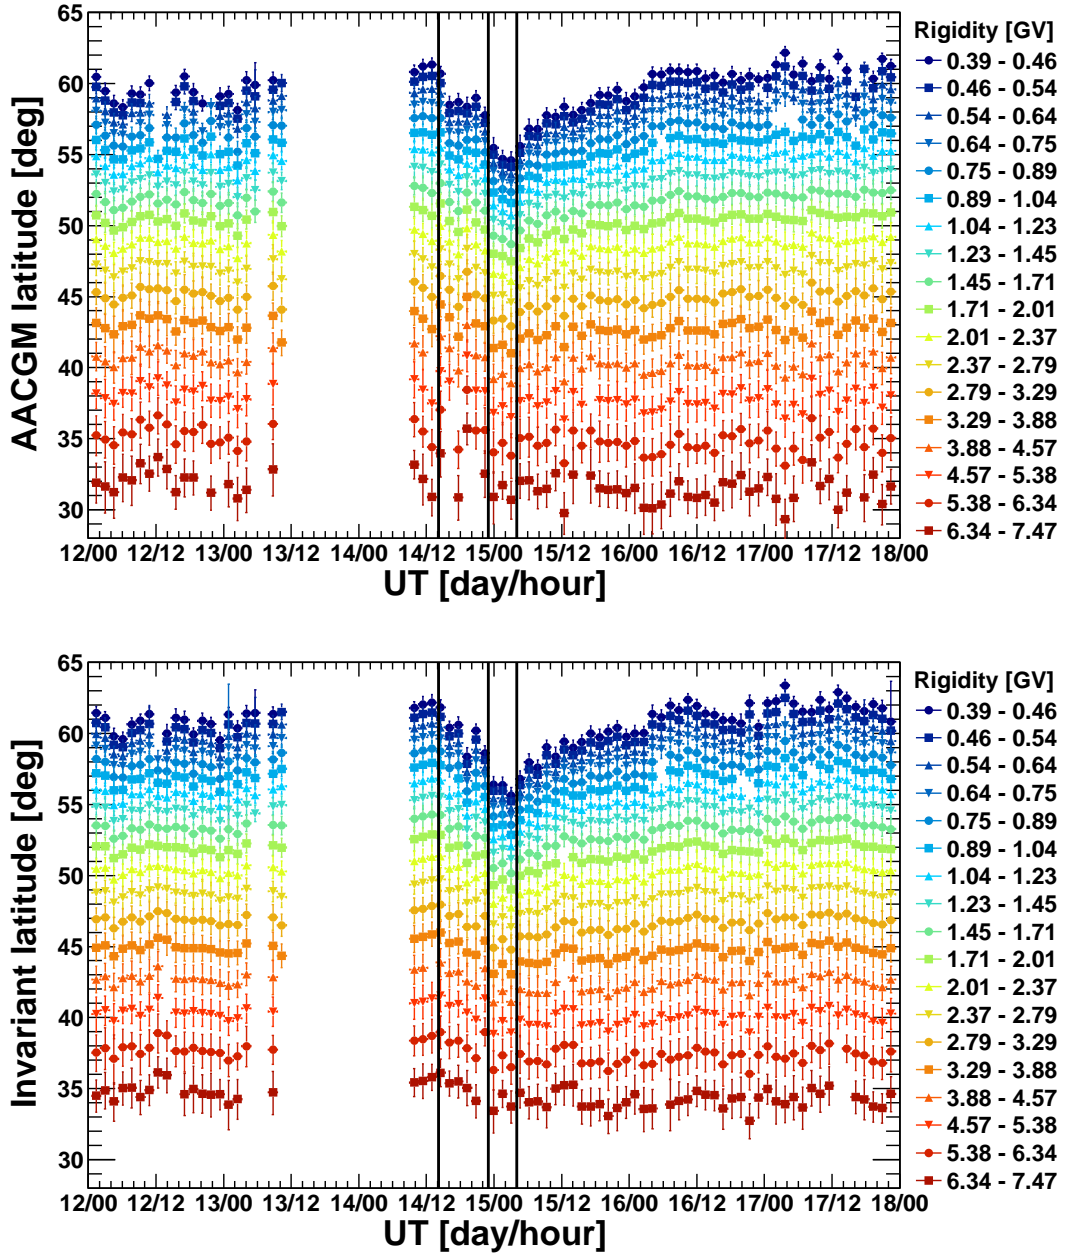 65
60
55
50
45
40
35
30
AACGM latitude [deg]
12/00 12/12 13/00 13/12 14/00 14/12 15/00 15/12 16/00 16/12 17/00 17/12 18/00
UT [day/hour]
Rigidity [GV]
0.39 - 0.46
0.46 - 0.54
0.54 - 0.64
0.64 - 0.75
0.75 - 0.89
0.89 - 1.04
1.04 - 1.23
1.23 - 1.45
1.45 - 1.71
1.71 - 2.01
2.01 - 2.37
2.37 - 2.79
2.79 - 3.29
3.29 - 3.88
3.88 - 4.57
4.57 - 5.38
5.38 - 6.34
6.34 - 7.47
65
60
55
50
45
40
35
30
Invariant latitude [deg]
12/00 12/12 13/00 13/12 14/00 14/12 15/00 15/12 16/00 16/12 17/00 17/12 18/00
UT [day/hour]
Rigidity [GV]
0.39 - 0.46
0.46 - 0.54
0.54 - 0.64
0.64 - 0.75
0.75 - 0.89
0.89 - 1.04
1.04 - 1.23
1.23 - 1.45
1.45 - 1.71
1.71 - 2.01
2.01 - 2.37
2.37 - 2.79
2.79 - 3.29
3.29 - 3.88
3.88 - 4.57
4.57 - 5.38
5.38 - 6.34
6.34 - 7.47